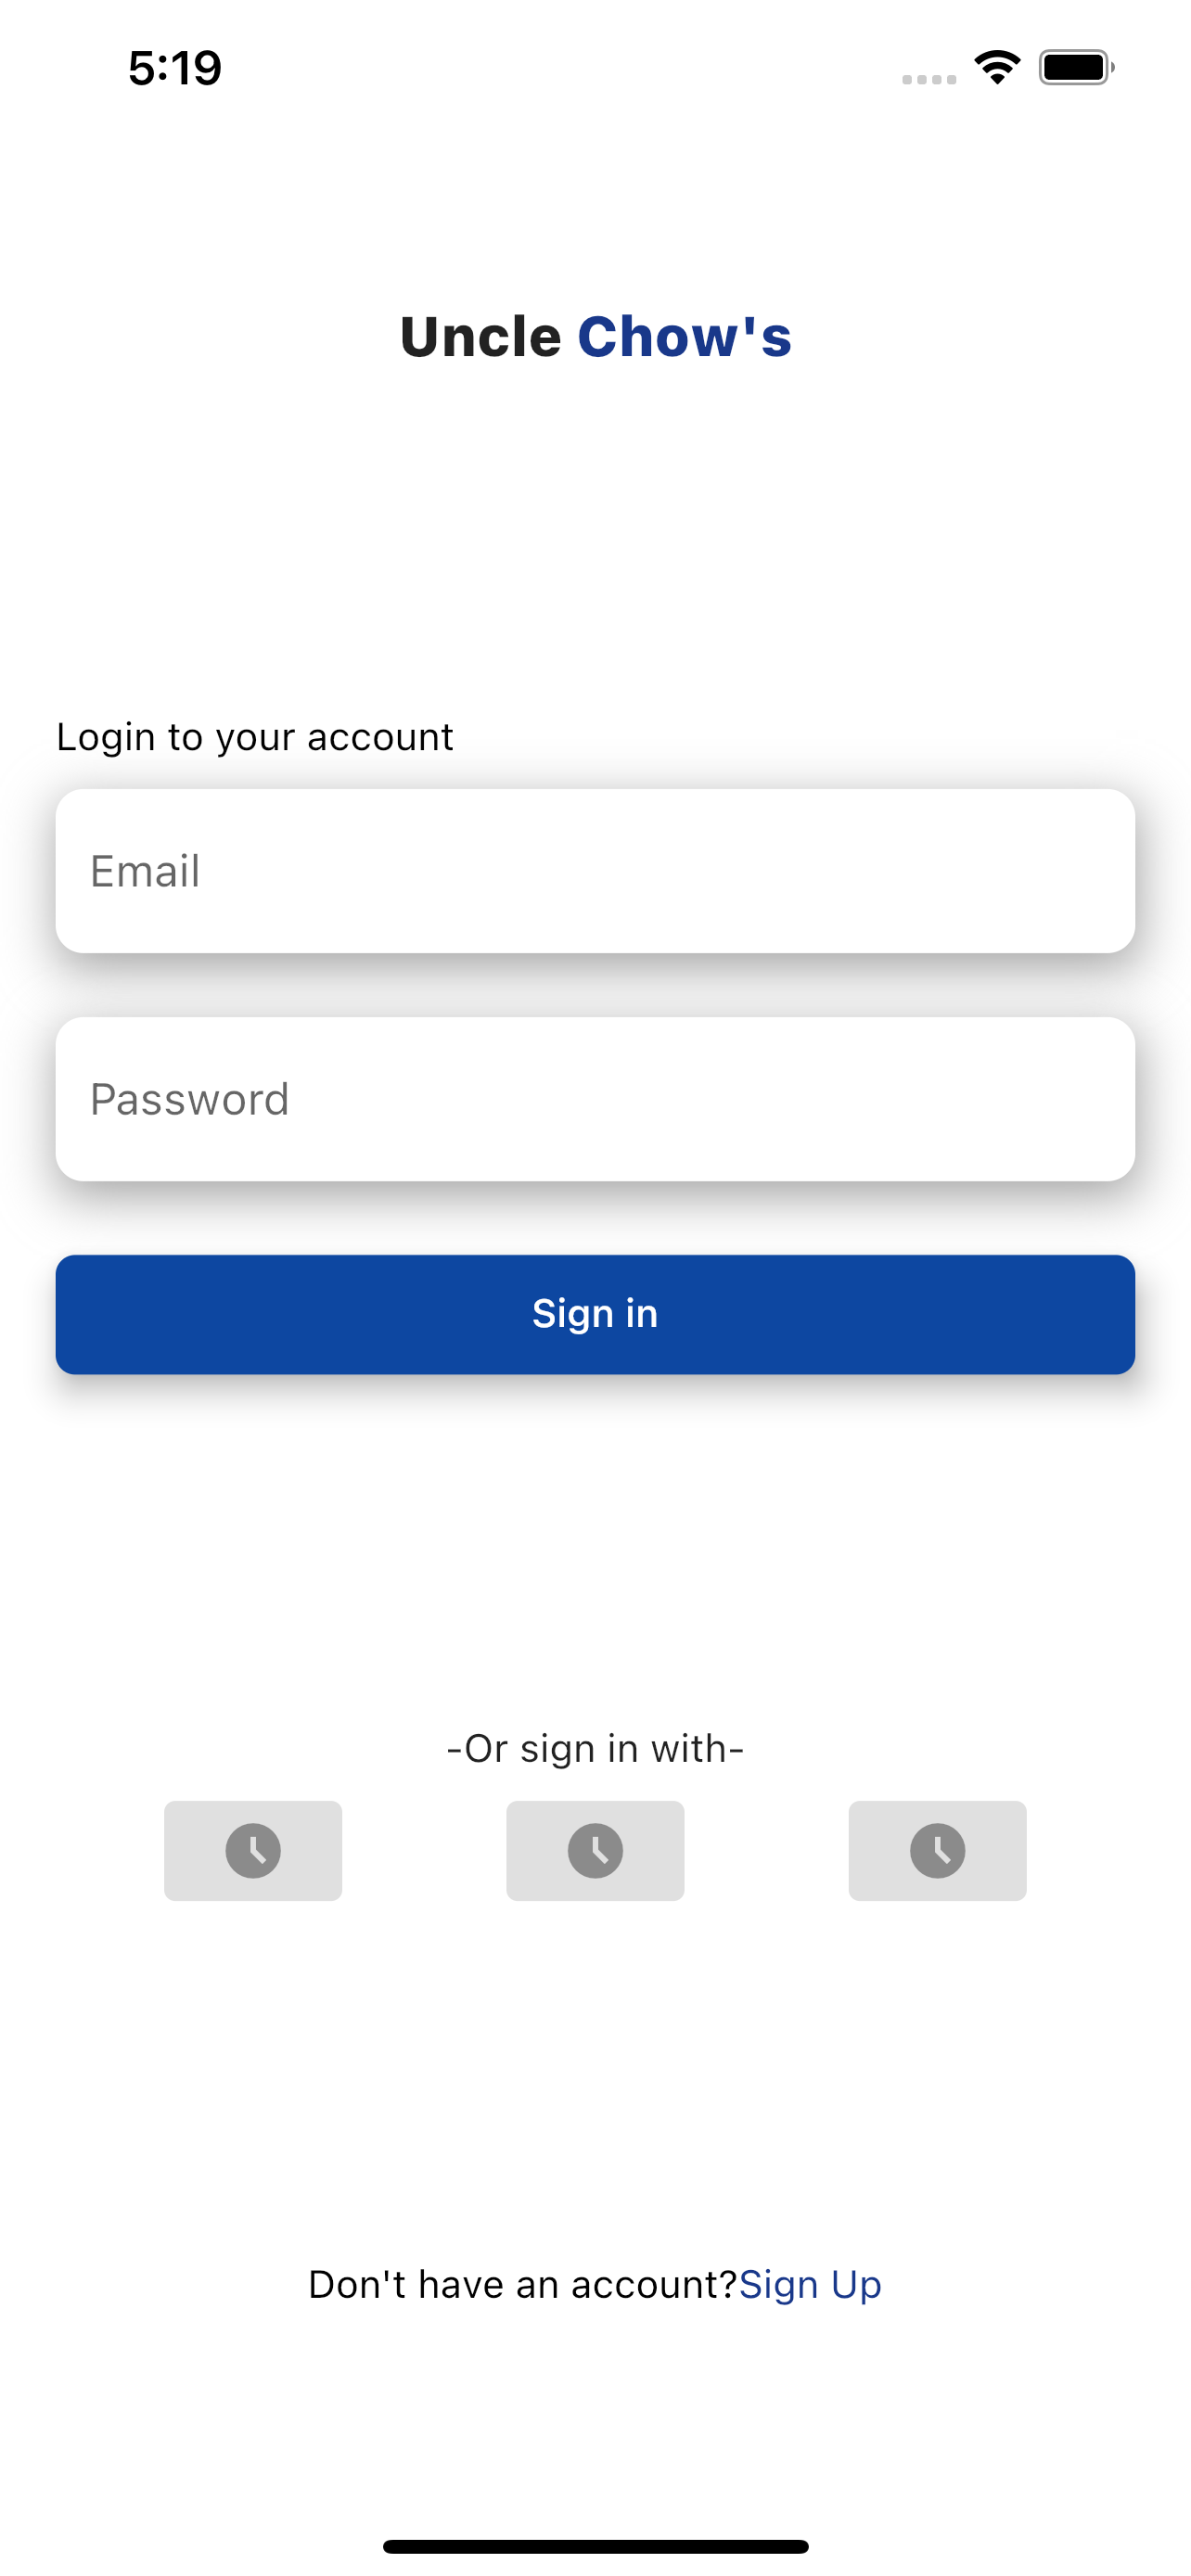 5:19
Uncle Chow's
Login to your account
Email
Password
Sign in
-Or sign in with-
Don't have an account?Sign Up